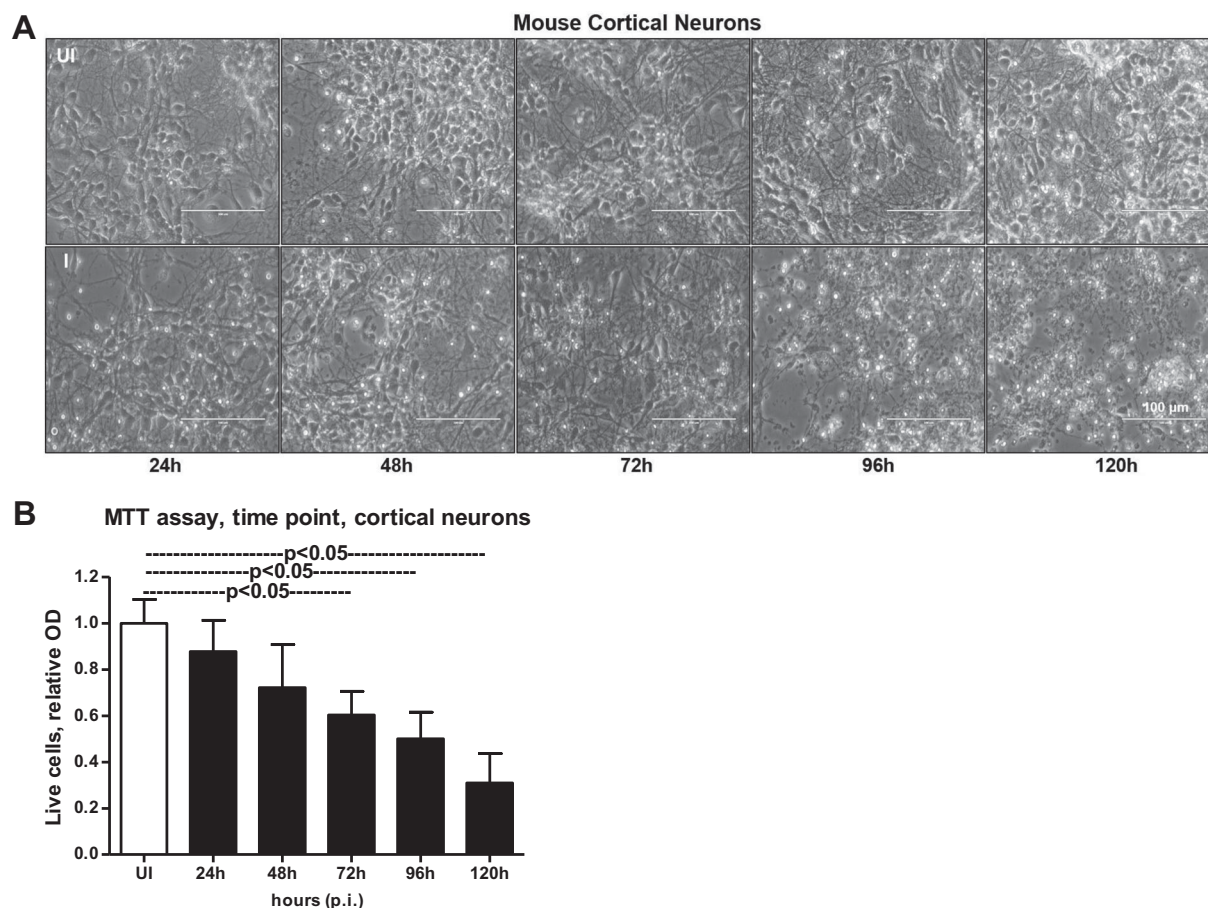 A
Mouse Cortical Neurons
UI
I
100 µm
24h 48h 72h 96h 120h
B
MTT assay, time point, cortical neurons
--------------------p<0.05--------------------
---------------p<0.05---------------
------------p<0.05---------
Live cells, relative OD
1.2
1.0
0.8
0.6
0.4
0.2
0.0
UI 24h 48h 72h 96h 120h
hours (p.i.)